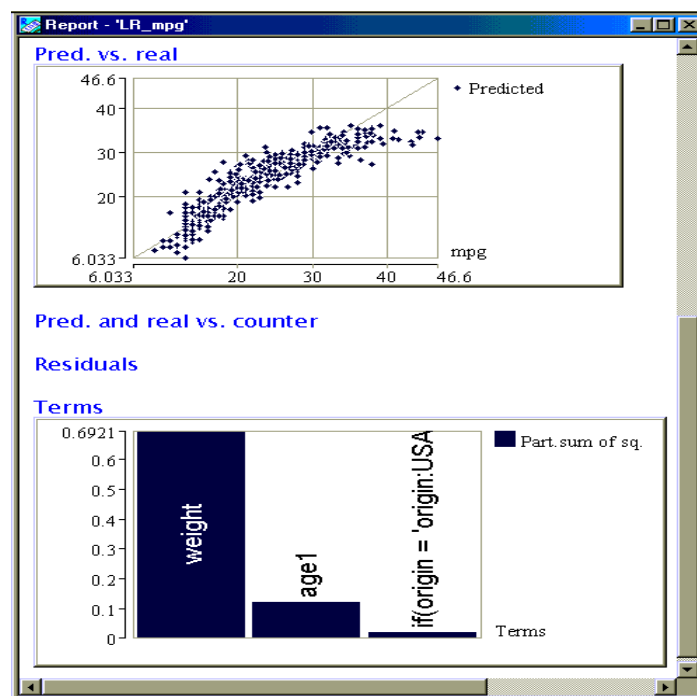 Report - 'LR_mpg'
Pred. vs. real
46.6
40
30
20
6.033
6.033 20 30 40 46.6
mpg
Predicted
Pred. and real vs. counter
Residuals
Terms
0.6921
0.6
0.5
0.4
0.3
0.2
0.1
0
weight
age1
if(origin = 'origin:USA
Part.sum of sq.
Terms